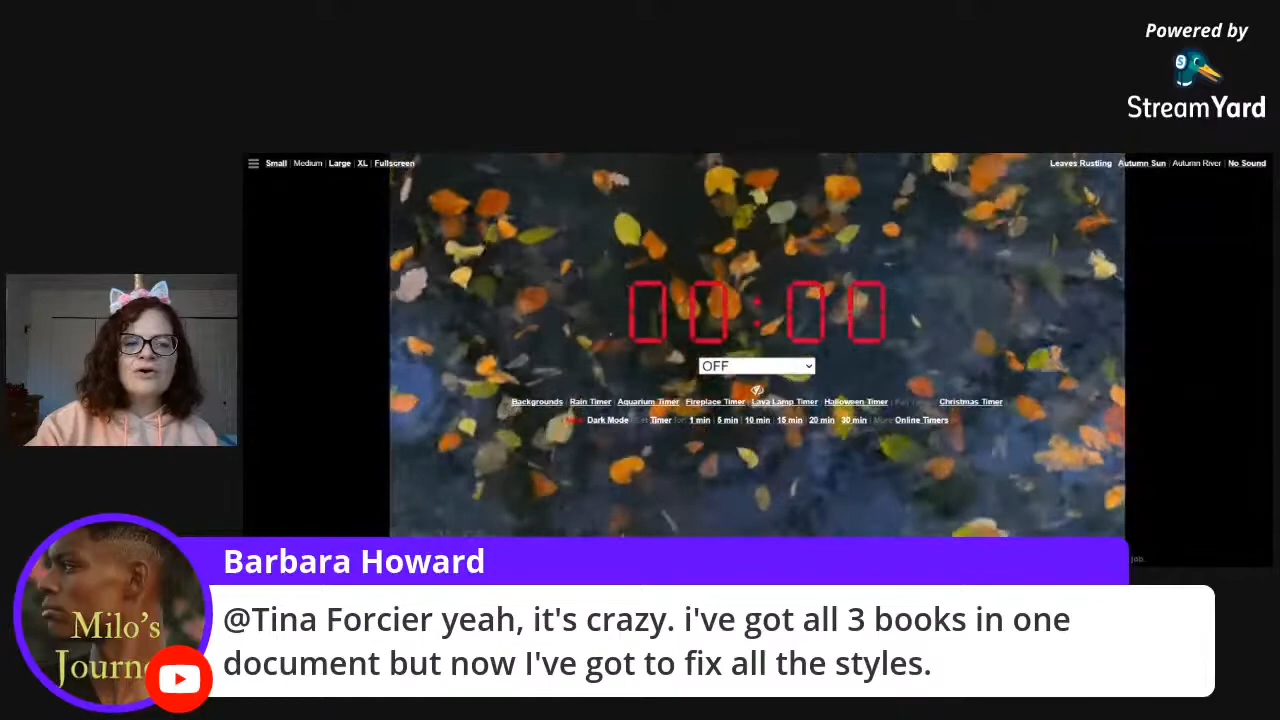 Powered by
StreamYard
Small | Medium | Large | XL | Fullscreen
Leaves Rustling Autumn Sun | Autumn River | No Sound
00:00
OFF
Backgrounds Rain Timer Aquarium Timer Fireplace Timer Lava Lamp Timer Halloween Timer Christmas Timer
Dark Mode Timer 1 min | 5 min | 10 min | 15 min | 20 min | 30 min Online Timers
job.
Barbara Howard
@Tina Forcier yeah, it's crazy. i've got all 3 books in one
document but now I've got to fix all the styles.
Milo's
Journe